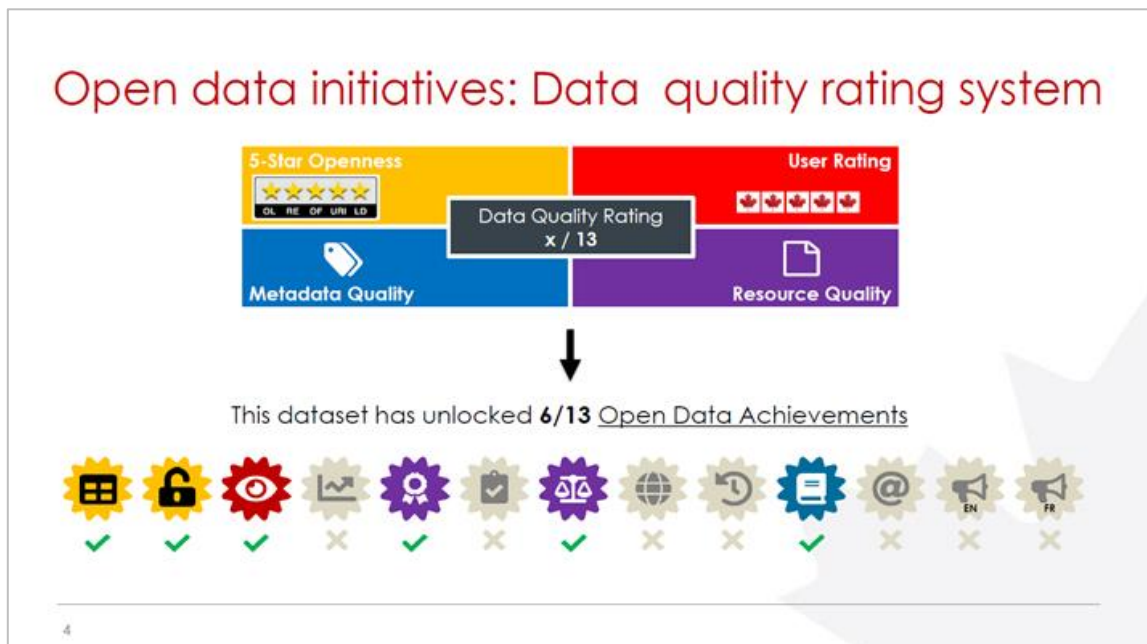 Open data initiatives: Data quality rating system
5-Star Openness
User Rating
OL RE OF URI LD
Data Quality Rating
x / 13
Metadata Quality
Resource Quality
This dataset has unlocked 6/13 Open Data Achievements
@
EN
FR
4